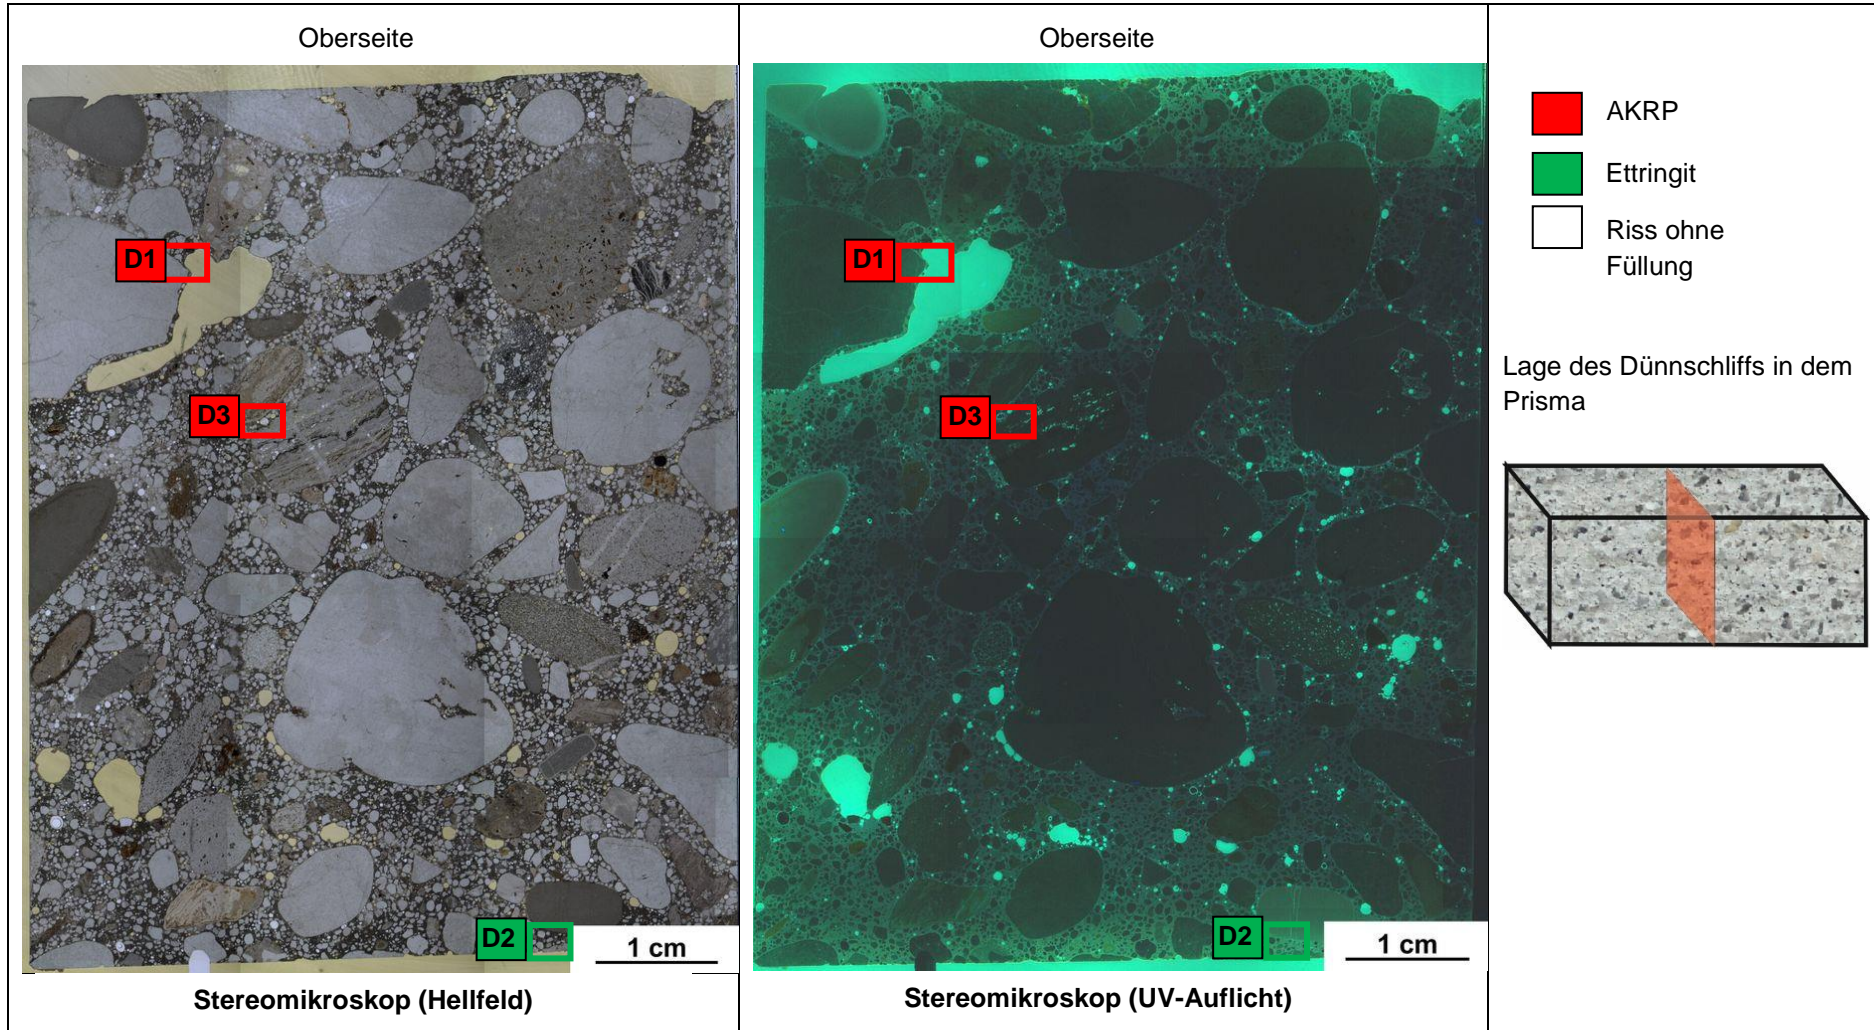 Oberseite
D1
D3
D2
1 cm
Stereomikroskop (Hellfeld)
Oberseite
D1
D3
D2
1 cm
Stereomikroskop (UV-Auflicht)
AKRP
Ettringit
Riss ohne
Füllung
Lage des Dünnschliffs in dem
Prisma